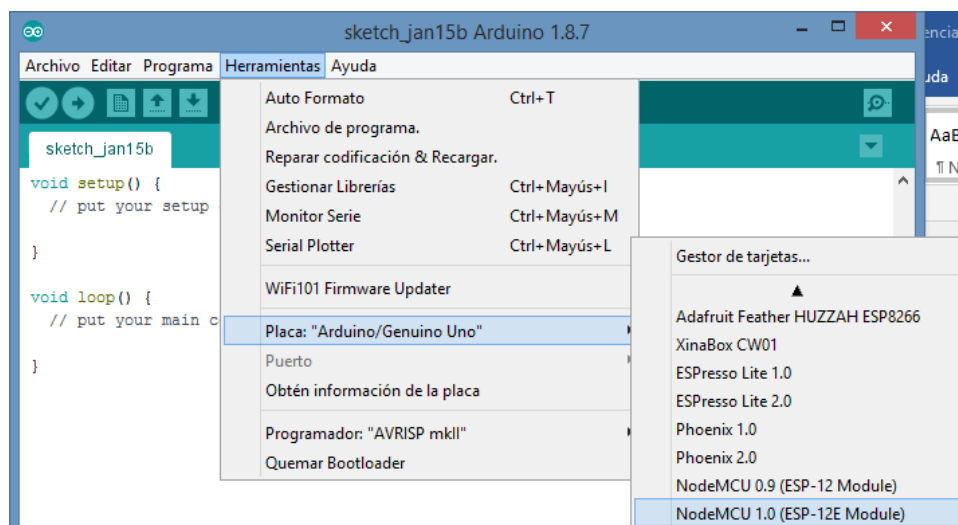 sketch_jan15b Arduino 1.8.7
encia
Archivo Editar Programa Herramientas Ayuda
uda
Auto Formato Ctrl+T
Archivo de programa.
sketch_jan15b
Reparar codificación & Recargar.
AaB
void setup() {
Gestionar Librerías Ctrl+Mayús+I
¶ N
// put your setup
Monitor Serie Ctrl+Mayús+M
}
Serial Plotter Ctrl+Mayús+L
Gestor de tarjetas...
void loop() {
WiFi101 Firmware Updater
// put your main c
Placa: "Arduino/Genuino Uno"
Adafruit Feather HUZZAH ESP8266
XinaBox CW01
}
Puerto
ESPresso Lite 1.0
Obtén información de la placa
ESPresso Lite 2.0
Programador: "AVRISP mkII"
Phoenix 1.0
Quemar Bootloader
Phoenix 2.0
NodeMCU 0.9 (ESP-12 Module)
NodeMCU 1.0 (ESP-12E Module)